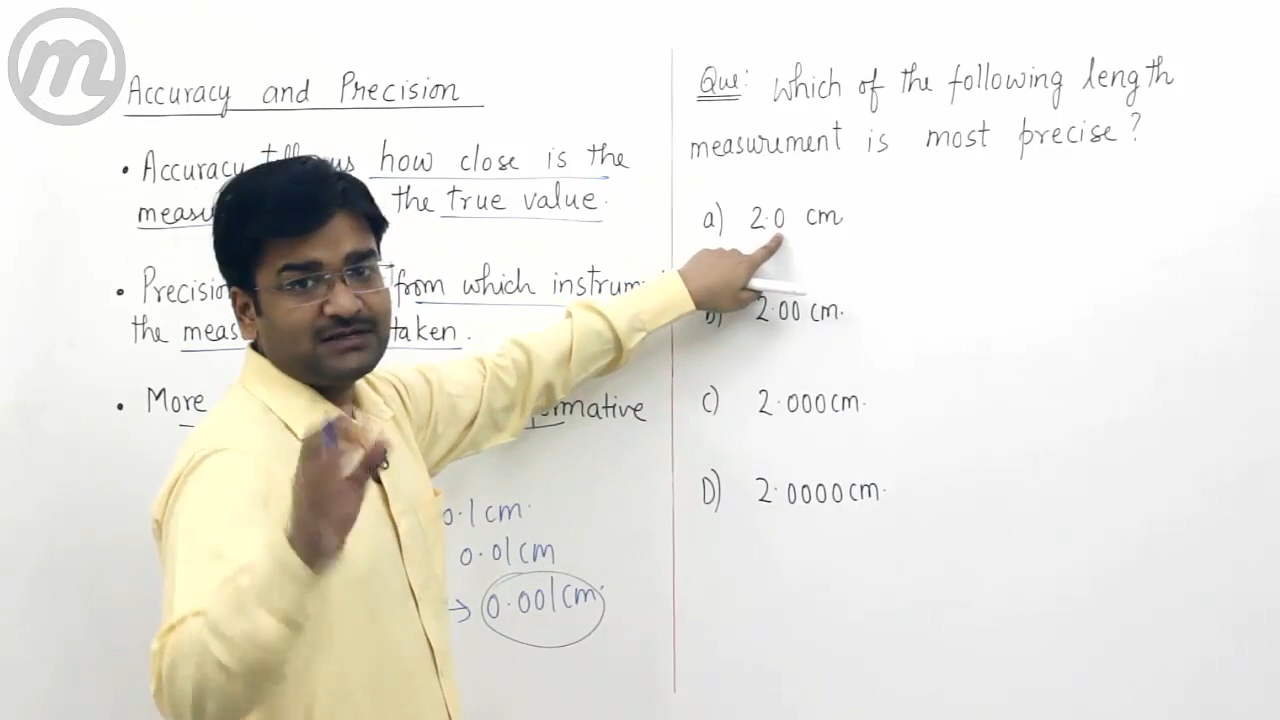 m
Accuracy and Precision
• Accuracy how close is the
the true value.
• Precision from which instrum
the taken.
• More mative
0.1 cm.
0.01 cm
→ 0.001 cm.
Que: Which of the following length
measurement is most precise?
a) 2.0 cm
b) 2.00 cm.
c) 2.000 cm.
D) 2.0000 cm.